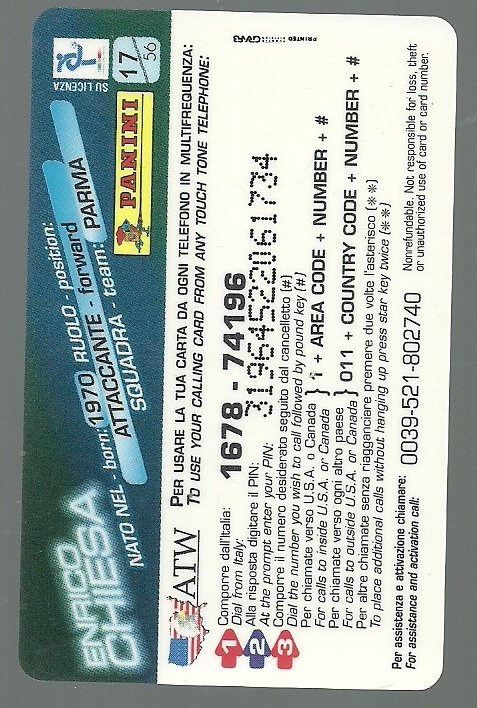 ENRICO
CHIESA
NATO NEL - born: 1970 RUOLO - position:
ATTACCANTE - forward
SQUADRA - team: PARMA
SU LICENZA
17/56
PANINI
ATW
PER USARE LA TUA CARTA DA OGNI TELEFONO IN MULTIFREQUENZA:
TO USE YOUR CALLING CARD FROM ANY TOUCH TONE TELEPHONE:
1 Comporre dall'Italia:
Dial from Italy:
1678 - 74196
2 Alla risposta digitare il PIN:
At the prompt enter your PIN:
3196452206 1734
3 Comporre il numero desiderato seguito dal cancelletto (#)
Dial the number you wish to call followed by pound key (#)
Per chiamate verso U.S.A. o Canada
For calls to inside U.S.A. or Canada } 1 + AREA CODE + NUMBER + #
Per chiamate verso ogni altro paese
For calls to outside U.S.A. or Canada } 011 + COUNTRY CODE + NUMBER + #
Per altre chiamate senza riagganciare premere due volte l'asterisco (**)
To place additional calls without hanging up press star key twice (**)
Per assistenza e attivazione chiamare:
For assistance and activation call:
0039-521-802740
Nonrefundable. Not responsible for loss, theft
or unauthorized use of card or card number.
PRINTED